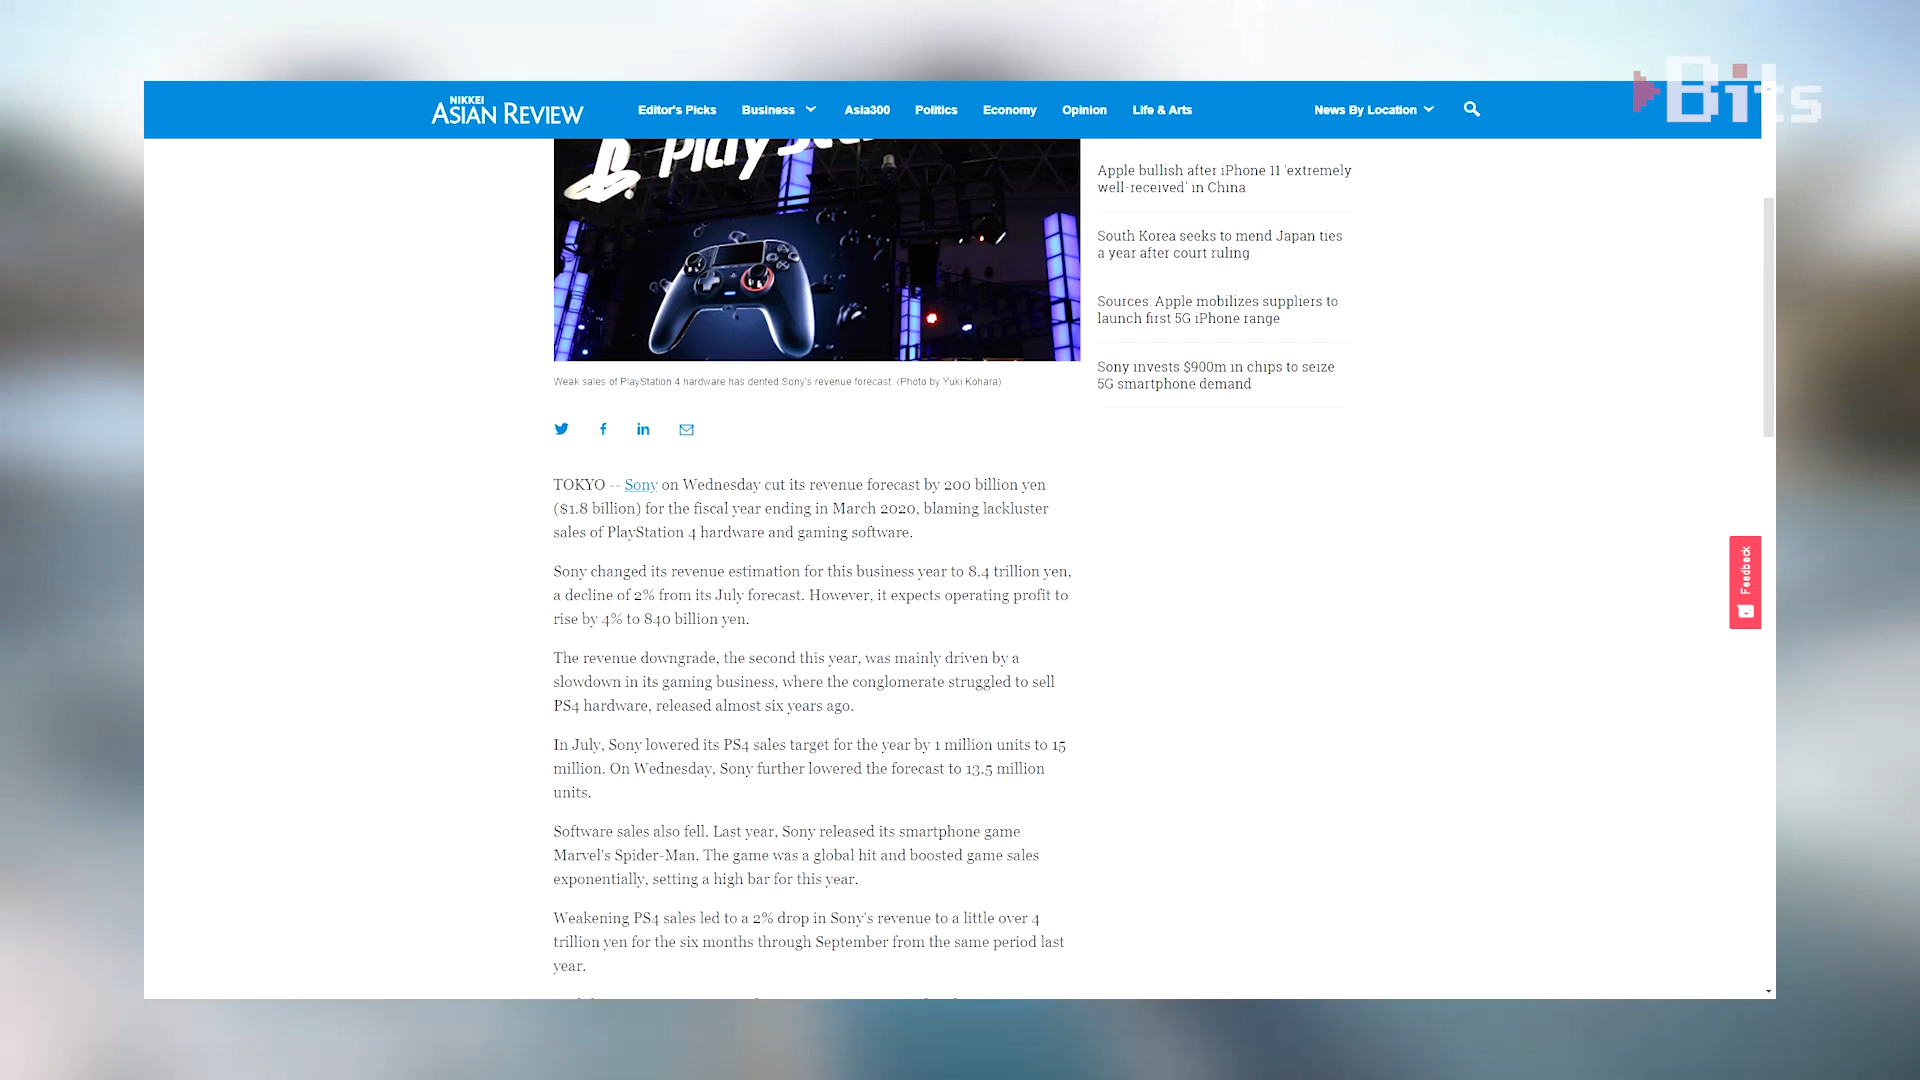 Bits
NIKKEI
ASIAN REVIEW
Editor's Picks
Business
Asia300
Politics
Economy
Opinion
Life & Arts
News By Location
Apple bullish after iPhone 11 'extremely
well-received' in China
South Korea seeks to mend Japan ties
a year after court ruling
Sources: Apple mobilizes suppliers to
launch first 5G iPhone range
Sony invests $900m in chips to seize
5G smartphone demand
Weak sales of PlayStation 4 hardware has dented Sony's revenue forecast. (Photo by Yuki Kohara)
TOKYO -- Sony on Wednesday cut its revenue forecast by 200 billion yen
($1.8 billion) for the fiscal year ending in March 2020, blaming lackluster
sales of PlayStation 4 hardware and gaming software.
Sony changed its revenue estimation for this business year to 8.4 trillion yen,
a decline of 2% from its July forecast. However, it expects operating profit to
rise by 4% to 840 billion yen.
The revenue downgrade, the second this year, was mainly driven by a
slowdown in its gaming business, where the conglomerate struggled to sell
PS4 hardware, released almost six years ago.
In July, Sony lowered its PS4 sales target for the year by 1 million units to 15
million. On Wednesday, Sony further lowered the forecast to 13.5 million
units.
Software sales also fell. Last year, Sony released its smartphone game
Marvel's Spider-Man. The game was a global hit and boosted game sales
exponentially, setting a high bar for this year.
Weakening PS4 sales led to a 2% drop in Sony's revenue to a little over 4
trillion yen for the six months through September from the same period last
year.
Feedback